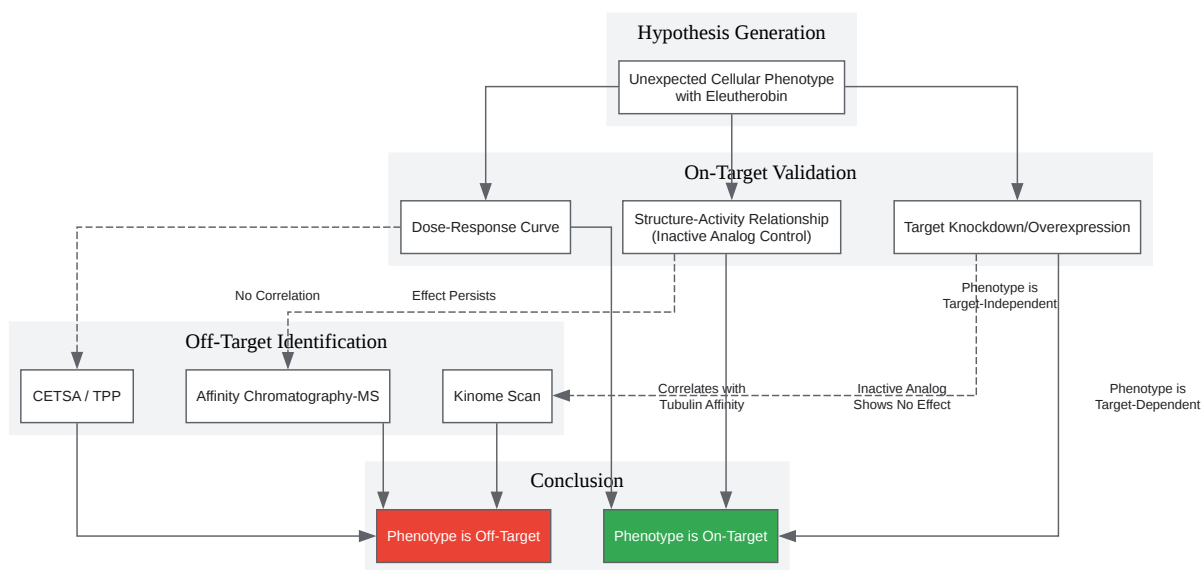 Hypothesis Generation
Unexpected Cellular Phenotype
with Eleutherobin
On-Target Validation
Dose-Response Curve
Structure-Activity Relationship
(Inactive Analog Control)
Target Knockdown/Overexpression
No Correlation
Effect Persists
Phenotype is
Target-Independent
Off-Target Identification
CETSA / TPP
Affinity Chromatography-MS
Kinome Scan
Correlates with
Tubulin Affinity
Inactive Analog
Shows No Effect
Phenotype is
Target-Dependent
Conclusion
Phenotype is Off-Target
Phenotype is On-Target